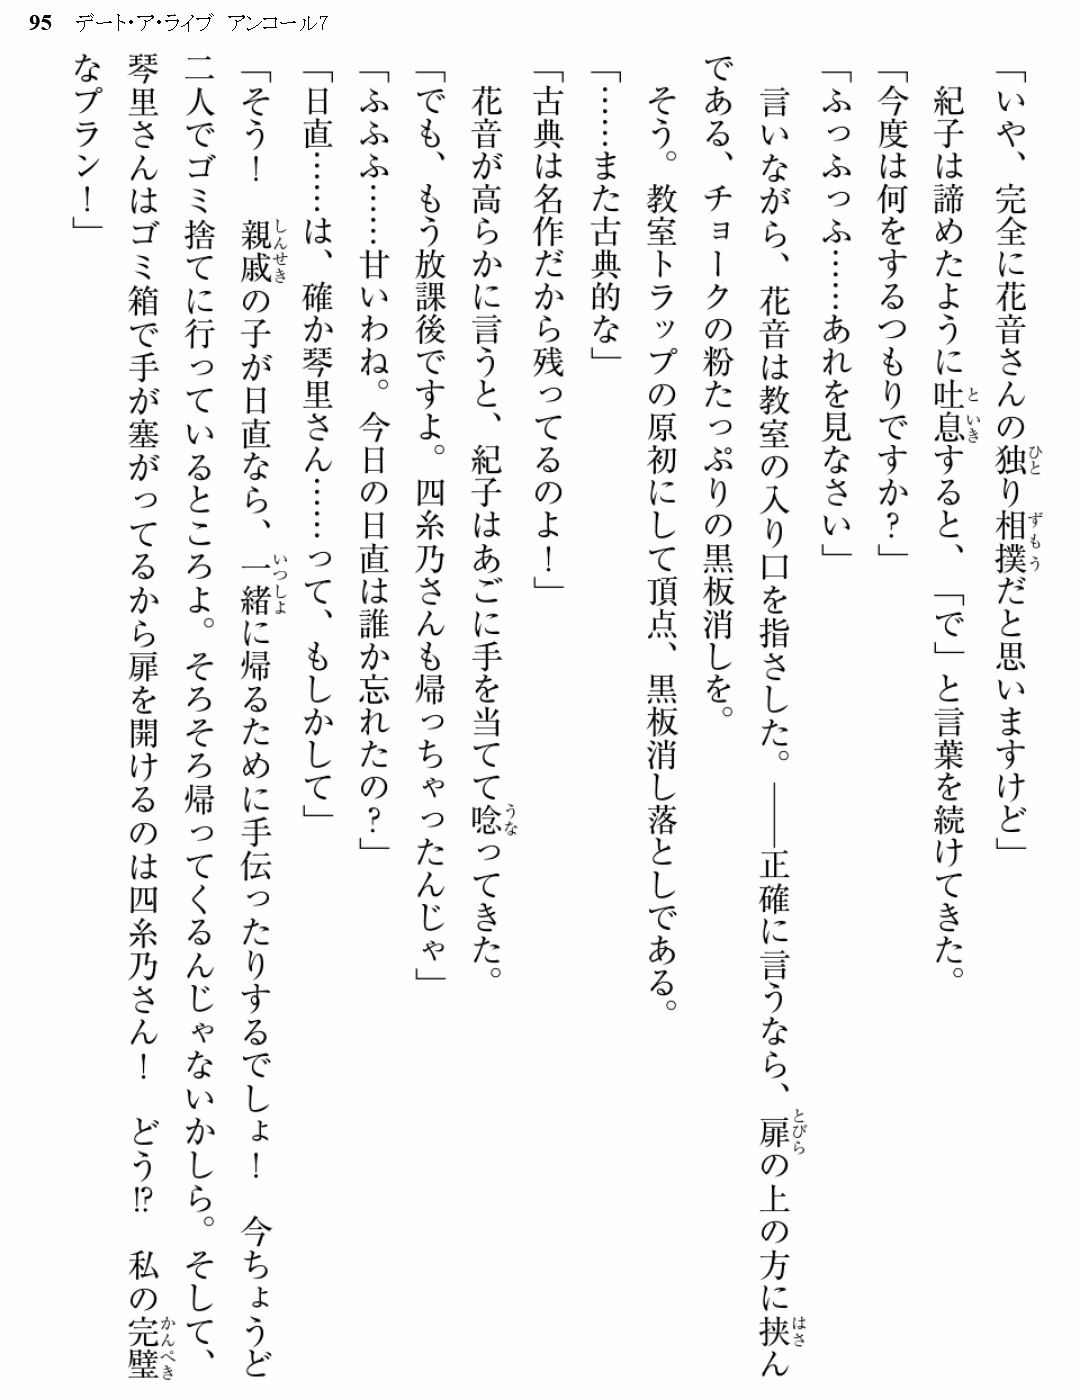 95 デート・ア・ライブ アンコール7
「いや、完全に花音さんの独り相撲だと思いますけど」
紀子は諦めたように吐息すると、「で」と言葉を続けてきた。
「今度は何をするつもりですか？」
「ふっふっふ……あれを見なさい」
言いながら、花音は教室の入り口を指さした。――正確に言うなら、扉の上の方に挟ん
である、チョークの粉たっぷりの黒板消しを。
そう。教室トラップの原初にして頂点、黒板消し落としである。
「……また古典的な」
「古典は名作だから残ってるのよ！」
花音が高らかに言うと、紀子はあごに手を当てて唸ってきた。
「でも、もう放課後ですよ。四糸乃さんも帰っちゃったんじゃ」
「ふふふ……甘いわね。今日の日直は誰か忘れたの？」
「日直……は、確か琴里さん……って、もしかして」
「そう！　親戚の子が日直なら、一緒に帰るために手伝ったりするでしょ！　今ちょうど
二人でゴミ捨てに行っているところよ。そろそろ帰ってくるんじゃないかしら。そして、
琴里さんはゴミ箱で手が塞がってるから扉を開けるのは四糸乃さん！　どう⁉　私の完璧
なプラン！」